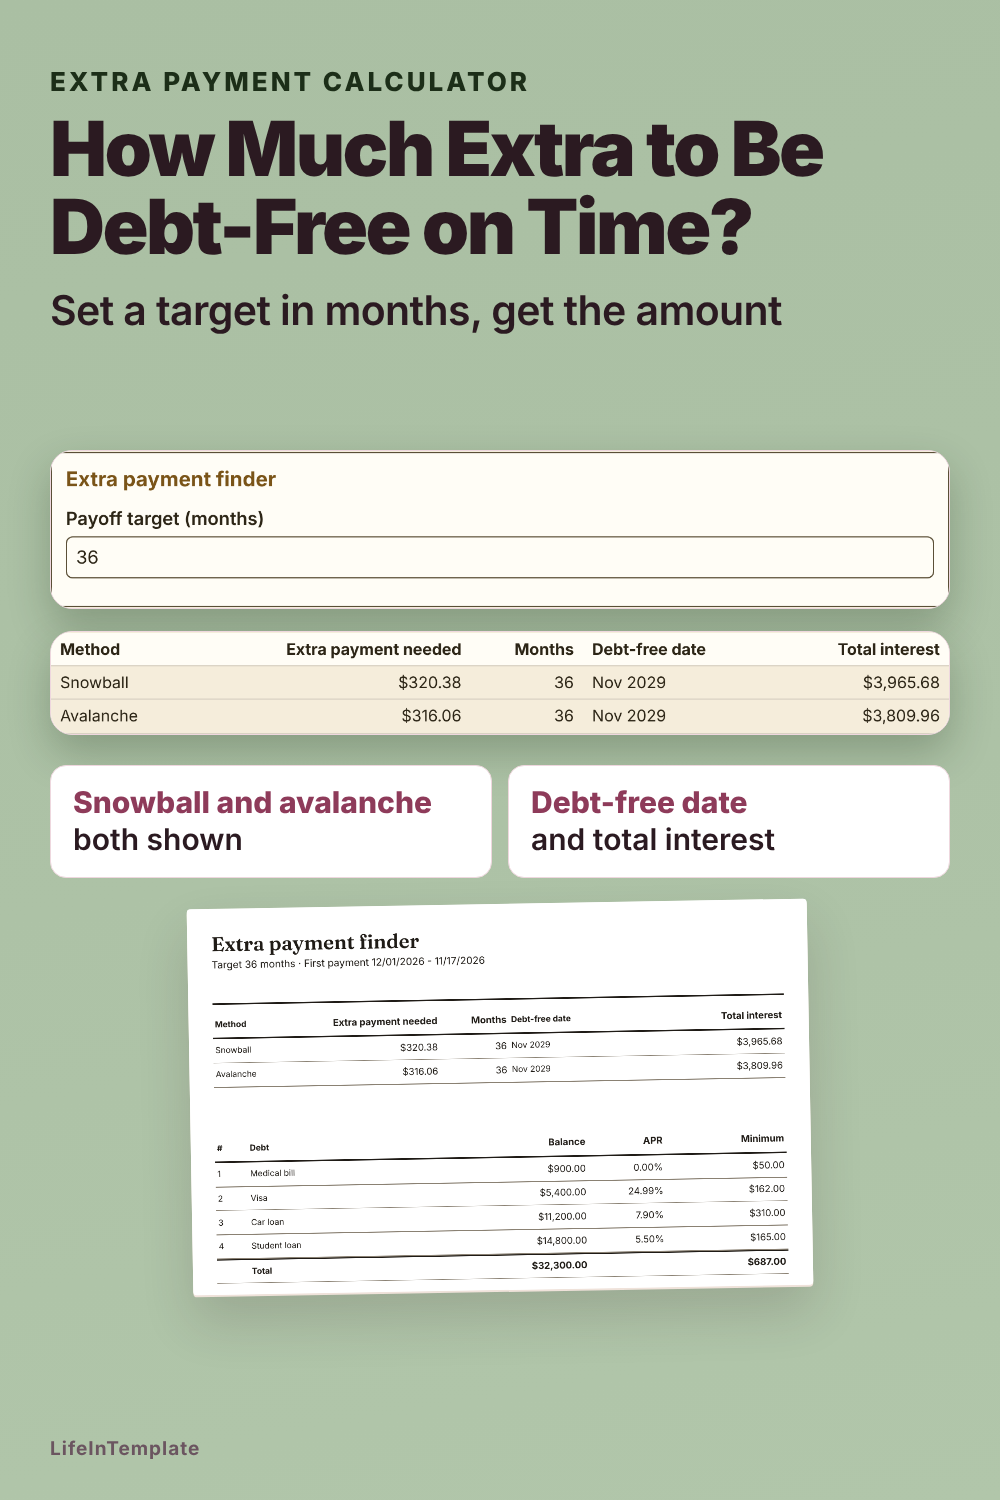 EXTRA PAYMENT CALCULATOR
How Much Extra to Be
Debt-Free on Time?
Set a target in months, get the amount
Extra payment finder
Payoff target (months)
36
Method Extra payment needed Months Debt-free date Total interest
Snowball $320.38 36 Nov 2029 $3,965.68
Avalanche $316.06 36 Nov 2029 $3,809.96
Snowball and avalanche
both shown
Debt-free date
and total interest
Extra payment finder
Target 36 months · First payment 12/01/2026 - 11/17/2026
Method Extra payment needed Months Debt-free date Total interest
Snowball $320.38 36 Nov 2029 $3,965.68
Avalanche $316.06 36 Nov 2029 $3,809.96
# Debt Balance APR Minimum
1 Medical bill $900.00 0.00% $50.00
2 Visa $5,400.00 24.99% $162.00
3 Car loan $11,200.00 7.90% $310.00
4 Student loan $14,800.00 5.50% $165.00
Total $32,300.00 $687.00
LifeInTemplate